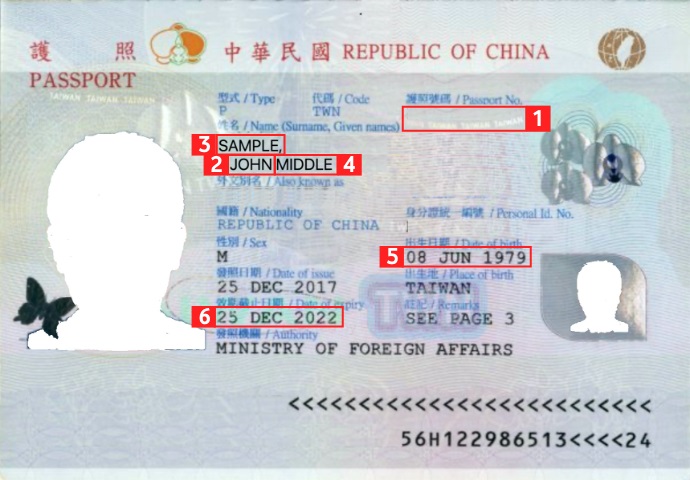 護照 中華民國 REPUBLIC OF CHINA
PASSPORT
TAIWAN TAIWAN TAIWAN
型式 / Type 代碼 / Code 護照號碼 / Passport No.
P TWN
1
姓名 / Name (Surname, Given names)
3 SAMPLE,
2 JOHN MIDDLE 4
外文別名 / Also known as
國籍 / Nationality 身分證統一編號 / Personal Id. No.
REPUBLIC OF CHINA
性別 / Sex 出生日期 / Date of birth
M 5 08 JUN 1979
發照日期 / Date of issue 出生地 / Place of birth
25 DEC 2017 TAIWAN
效期截止日期 / Date of expiry 註記 / Remarks
6 25 DEC 2022 SEE PAGE 3
發照機關 / Authority
MINISTRY OF FOREIGN AFFAIRS
<<<<<<<<<<<<<<<<<<<<<<<<<<<<
56H122986513<<<<24